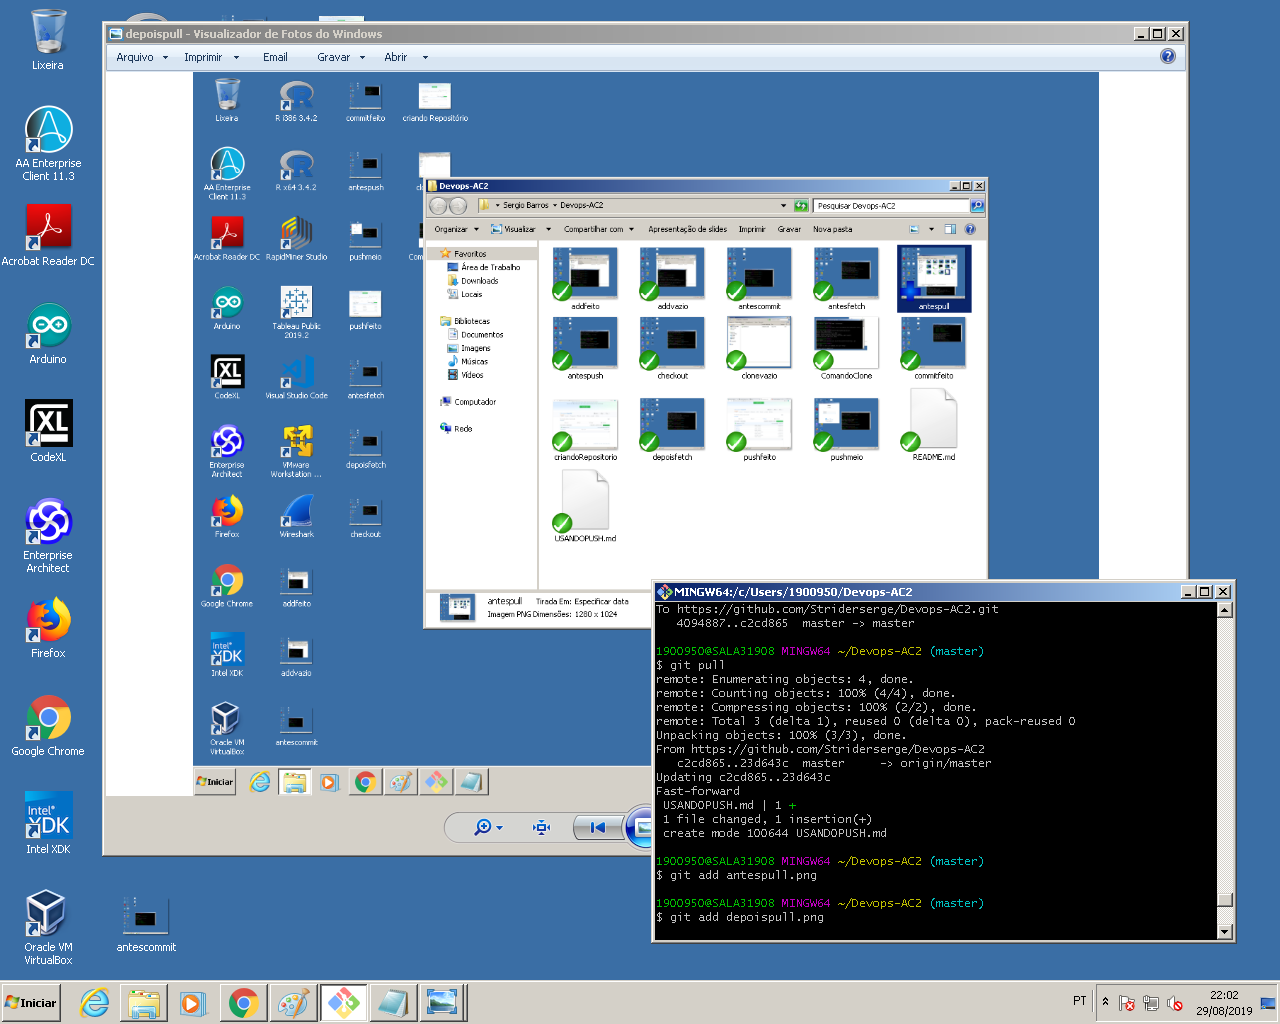 Lixeira
AA Enterprise
Client 11.3
Acrobat Reader DC
Arduino
CodeXL
Enterprise
Architect
Firefox
Google Chrome
Intel XDK
Oracle VM
VirtualBox
antescommit
depoispull - Visualizador de Fotos do Windows
Arquivo
Imprimir
Email
Gravar
Abrir
Lixeira
R i386 3.4.2
commitfeito
criando Repositório
AA Enterprise
Client 11.3
R x64 3.4.2
antespush
Acrobat Reader DC
RapidMiner Studio
pushmeio
Arduino
Tableau Public
2019.2
pushfeito
CodeXL
Visual Studio Code
antesfetch
Enterprise
Architect
VMware
Workstation ...
depoisfetch
Firefox
Wireshark
checkout
Google Chrome
addfeito
Intel XDK
addvazio
Oracle VM
VirtualBox
antescommit
Iniciar
Devops-AC2
Sergio Barros
Devops-AC2
Pesquisar Devops-AC2
Organizar
Visualizar
Compartilhar com
Apresentação de slides
Imprimir
Gravar
Nova pasta
Favoritos
Área de Trabalho
Downloads
Locais
Bibliotecas
Documentos
Imagens
Músicas
Vídeos
Computador
Rede
addfeito
addvazio
antescommit
antesfetch
antespull
antespush
checkout
clonevazio
ComandoClone
commitfeito
criandoRepositorio
depoisfetch
pushfeito
pushmeio
README.md
USANDOPUSH.md
antespull
Tirada Em: Especificar data
Imagem PNG Dimensões: 1280 x 1024
MINGW64:/c/Users/1900950/Devops-AC2
To https://github.com/Striderserge/Devops-AC2.git
4094887..c2cd865 master -> master
1900950@SALA31908 MINGW64 ~/Devops-AC2 (master)
$ git pull
remote: Enumerating objects: 4, done.
remote: Counting objects: 100% (4/4), done.
remote: Compressing objects: 100% (2/2), done.
remote: Total 3 (delta 1), reused 0 (delta 0), pack-reused 0
Unpacking objects: 100% (3/3), done.
From https://github.com/Striderserge/Devops-AC2
c2cd865..23d643c master -> origin/master
Updating c2cd865..23d643c
Fast-forward
USANDOPUSH.md | 1 +
1 file changed, 1 insertion(+)
create mode 100644 USANDOPUSH.md
1900950@SALA31908 MINGW64 ~/Devops-AC2 (master)
$ git add antespull.png
1900950@SALA31908 MINGW64 ~/Devops-AC2 (master)
$ git add depoispull.png
Iniciar
PT
22:02
29/08/2019